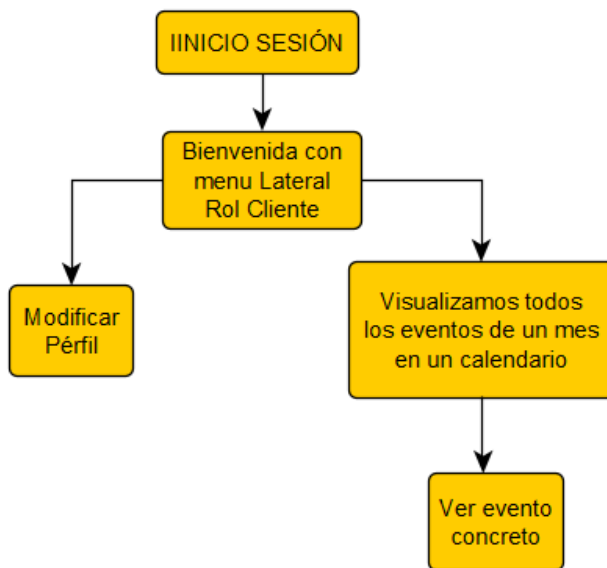 IINICIO SESIÓN
Bienvenida con
menu Lateral
Rol Cliente
Modificar
Pérfil
Visualizamos todos
los eventos de un mes
en un calendario
Ver evento
concreto